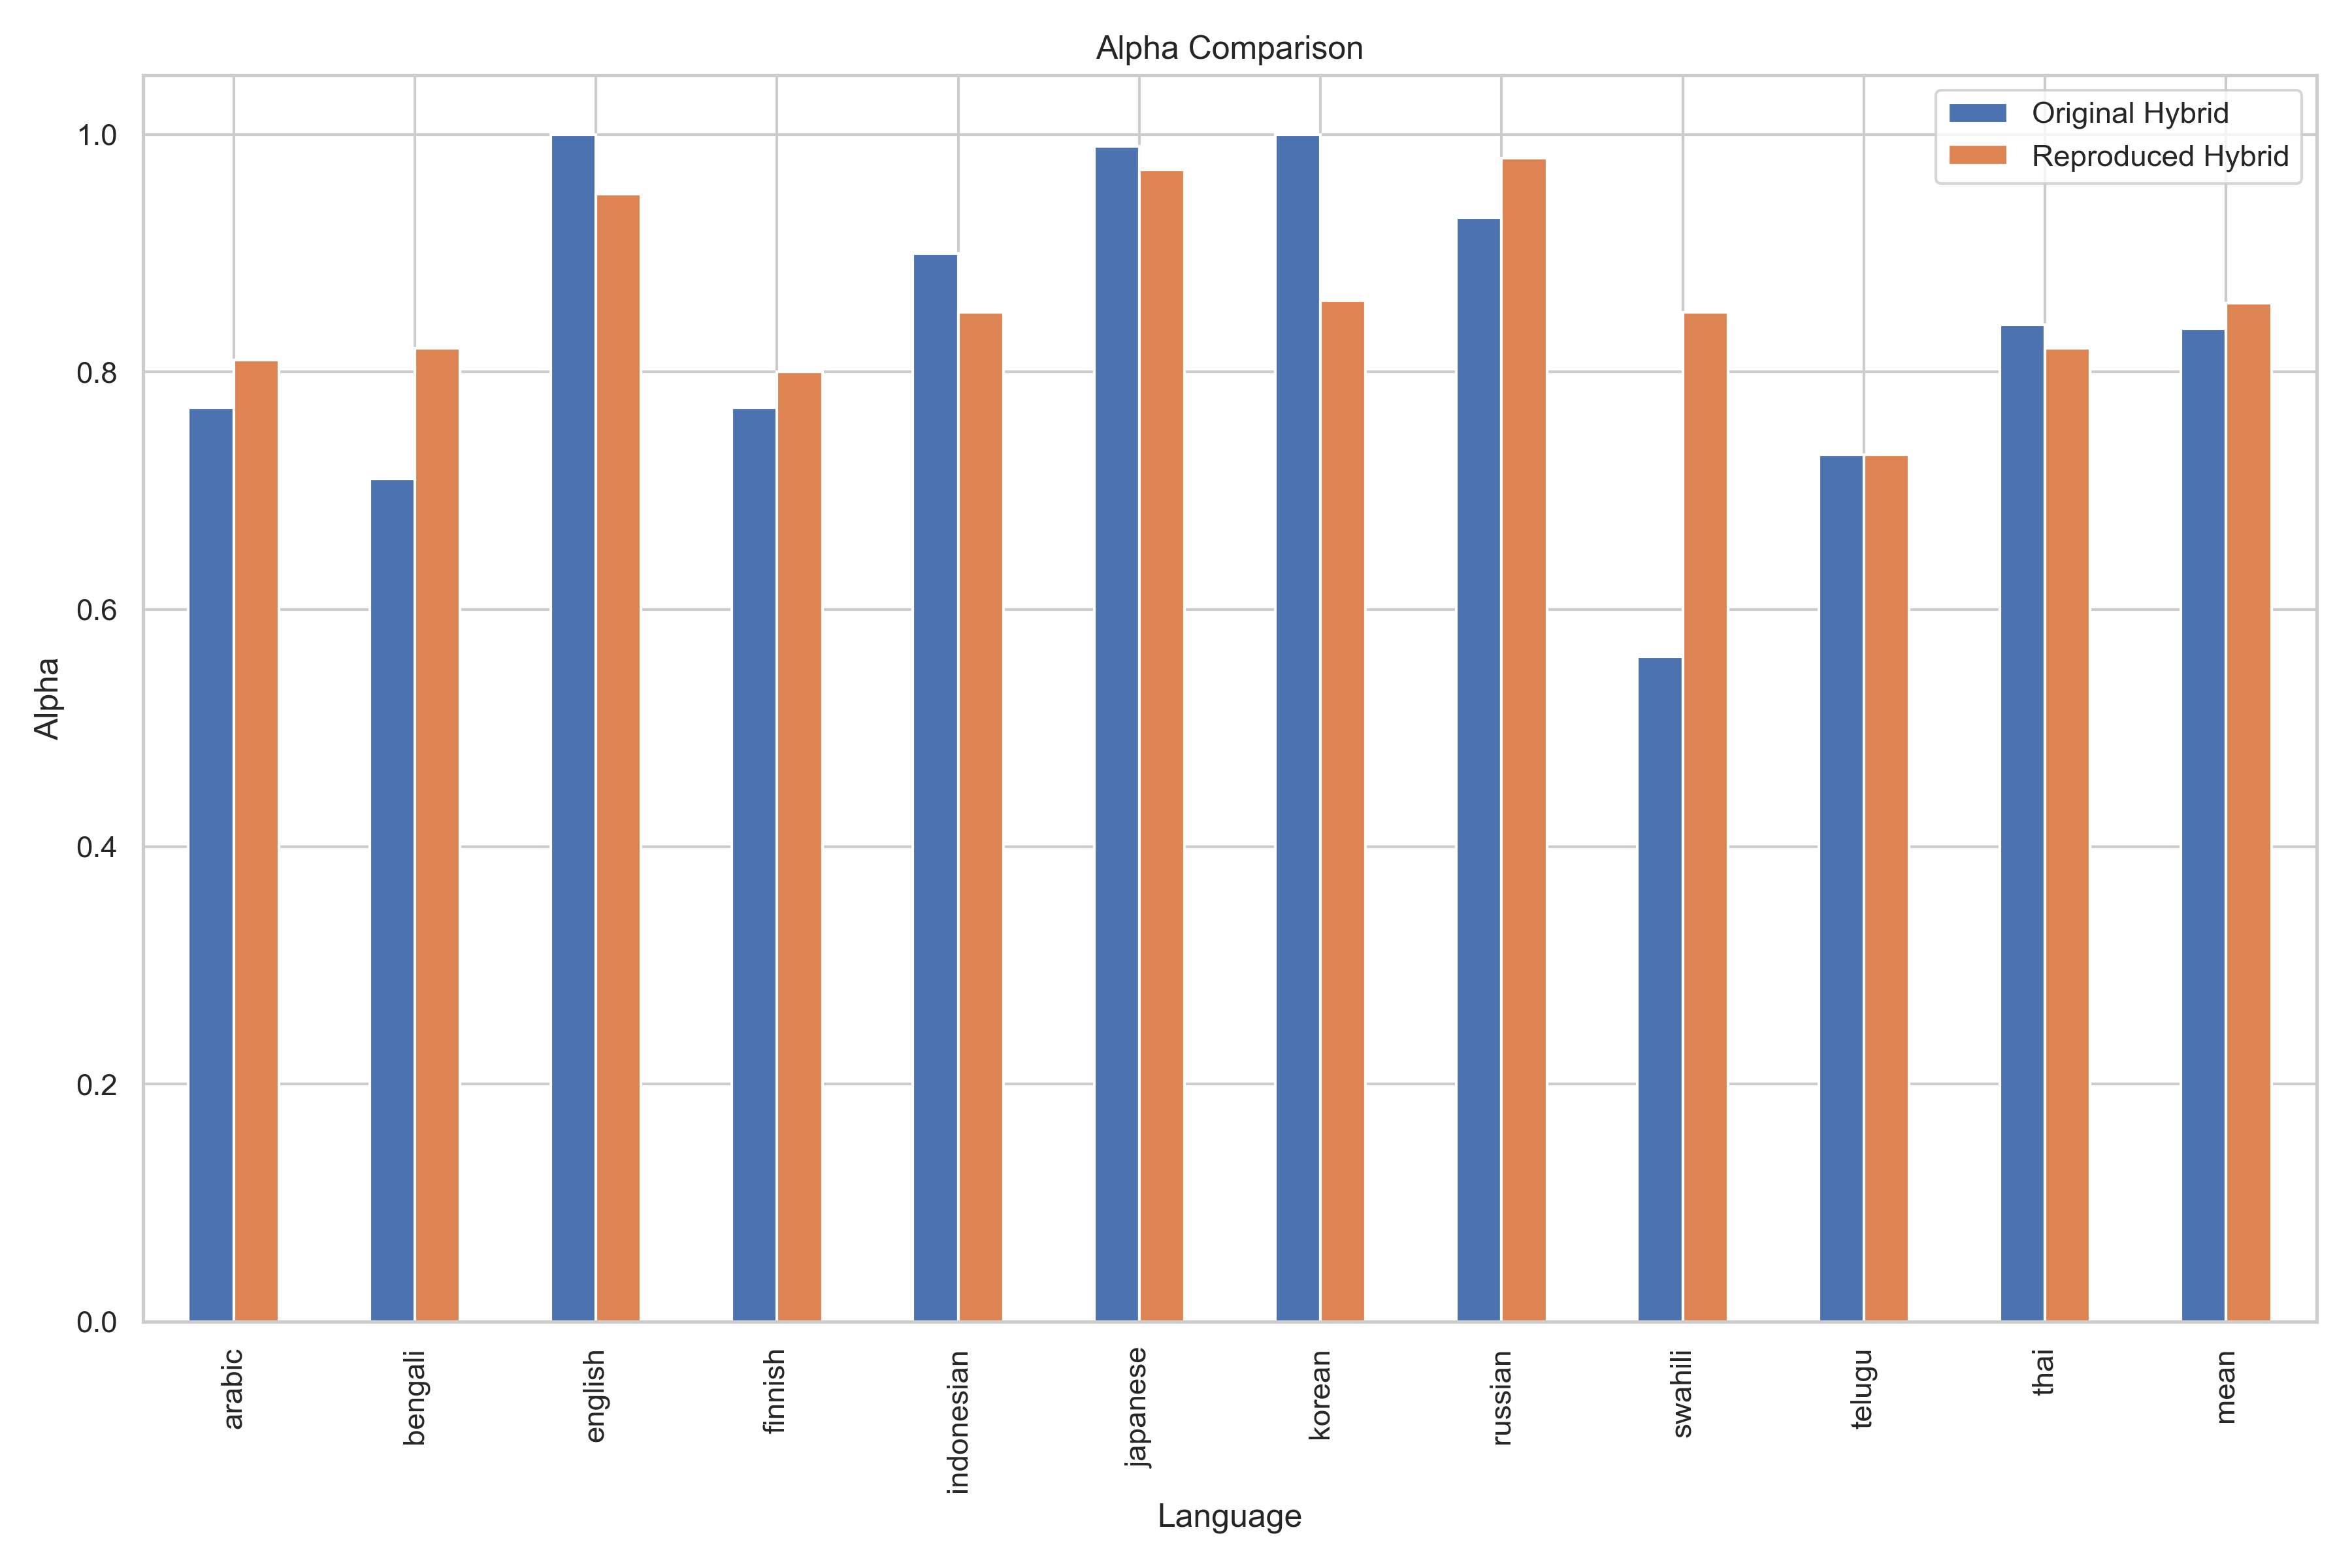 Alpha Comparison
Original Hybrid
Reproduced Hybrid
1.0
0.8
0.6
0.4
0.2
0.0
Alpha
arabic
bengali
english
finnish
indonesian
japanese
korean
russian
swahili
telugu
thai
mean
Language